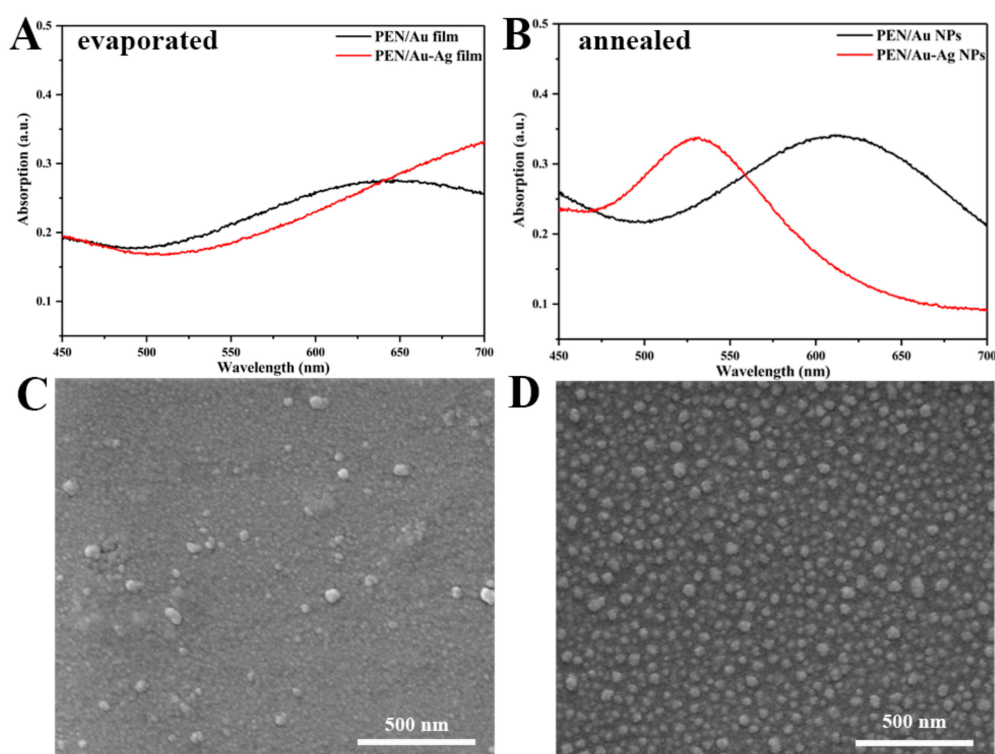 A evaporated
PEN/Au film
PEN/Au-Ag film
0.5
0.4
0.3
0.2
0.1
Absorption (a.u.)
450 500 550 600 650 700
Wavelength (nm)
B annealed
PEN/Au NPs
PEN/Au-Ag NPs
0.5
0.4
0.3
0.2
0.1
Absorption (a.u.)
450 500 550 600 650 700
Wavelength (nm)
C
500 nm
D
500 nm